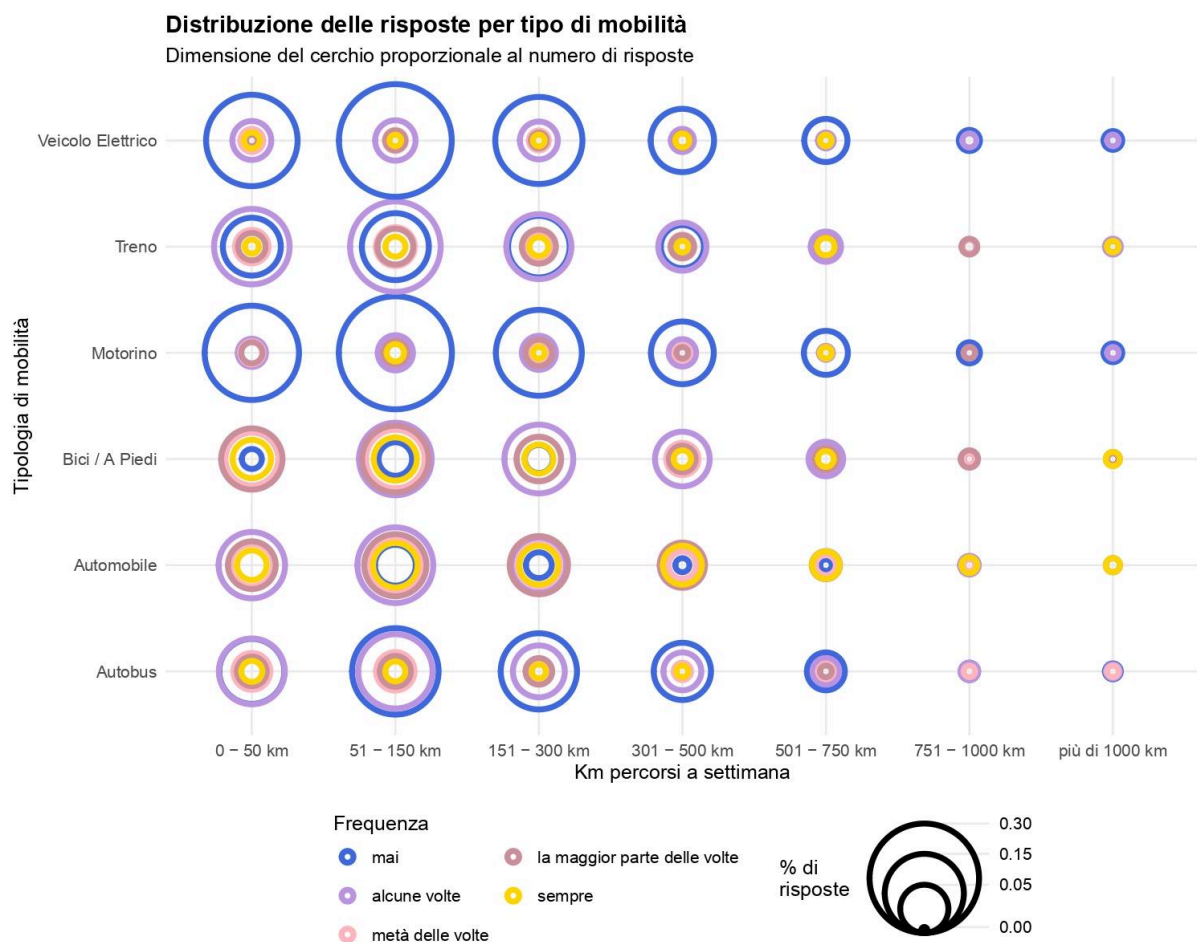 Distribuzione delle risposte per tipo di mobilità
Dimensione del cerchio proporzionale al numero di risposte
Tipologia di mobilità
Veicolo Elettrico
Treno
Motorino
Bici / A Piedi
Automobile
Autobus
0 − 50 km
51 − 150 km
151 − 300 km
301 − 500 km
501 − 750 km
751 − 1000 km
più di 1000 km
Km percorsi a settimana
Frequenza
mai
alcune volte
metà delle volte
la maggior parte delle volte
sempre
% di
risposte
0.30
0.15
0.05
0.00